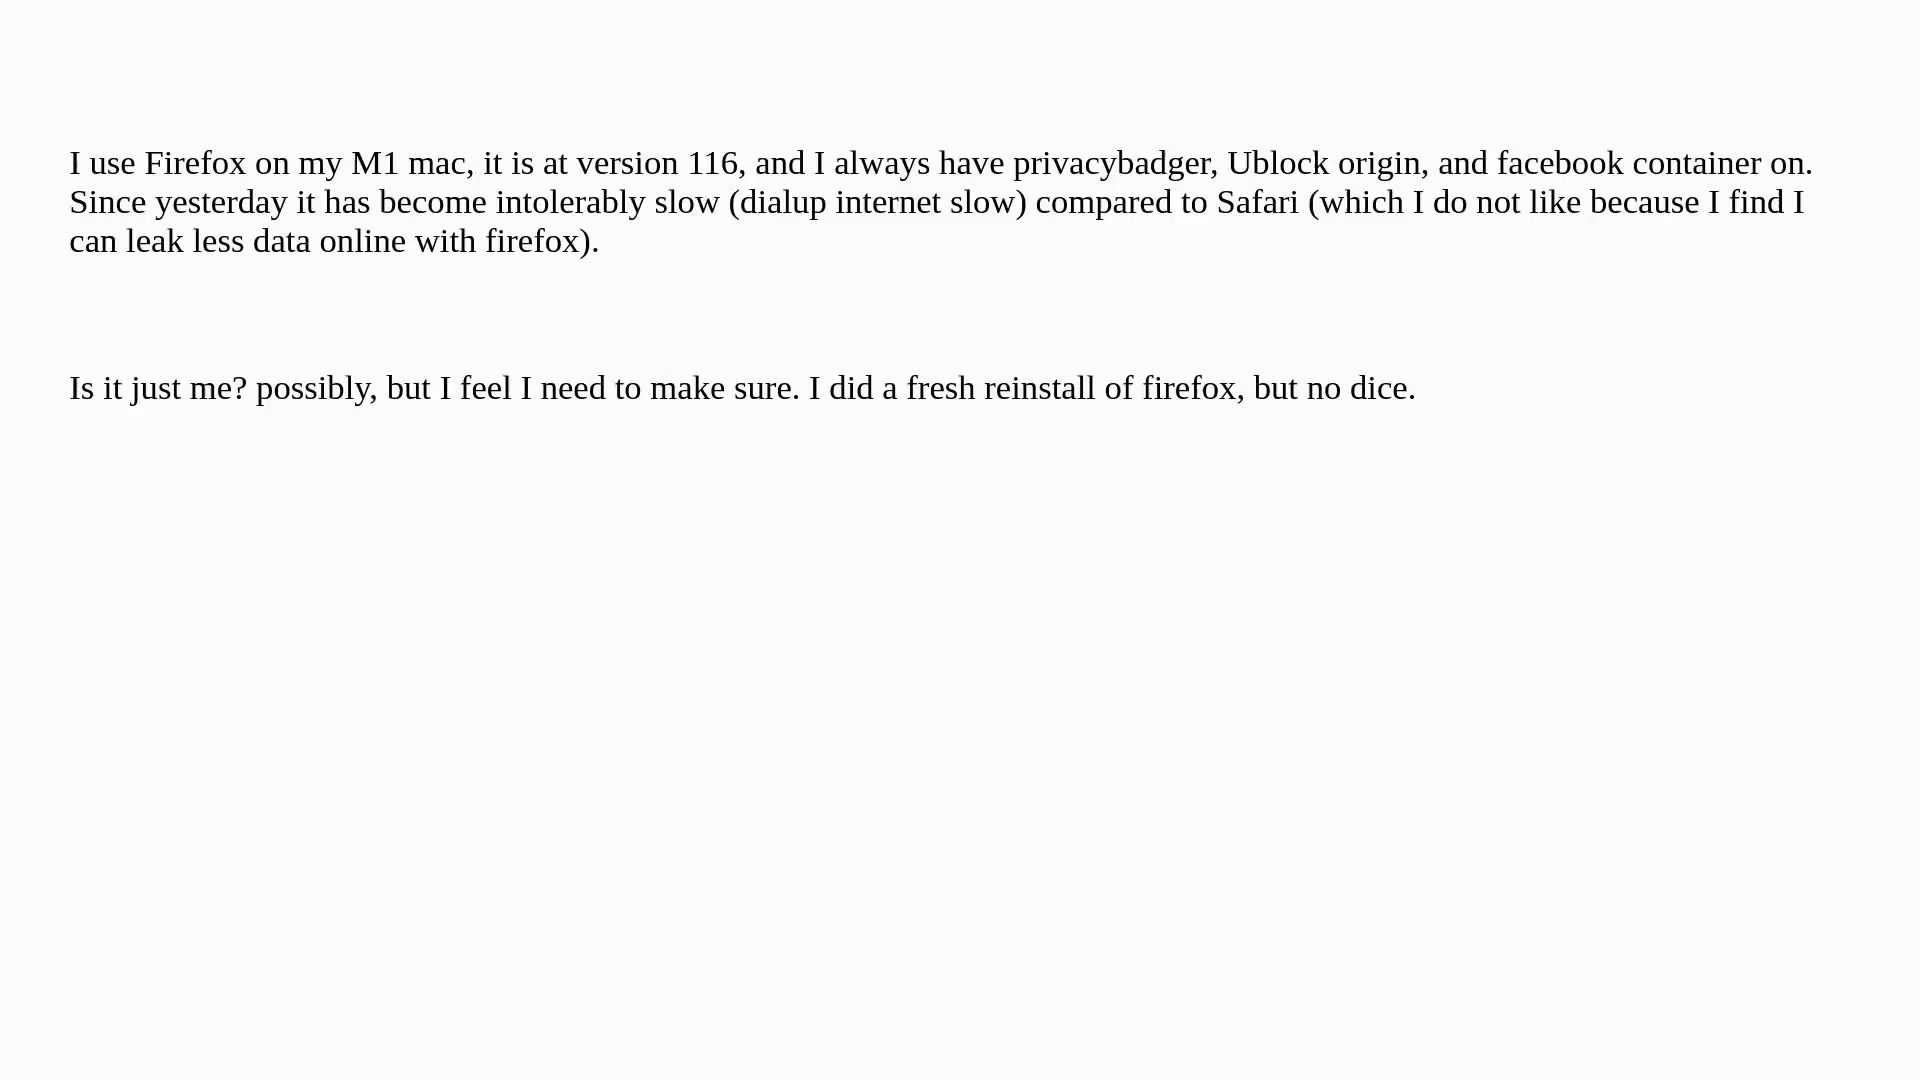 I use Firefox on my M1 mac, it is at version 116, and I always have privacybadger, Ublock origin, and facebook container on.
Since yesterday it has become intolerably slow (dialup internet slow) compared to Safari (which I do not like because I find I
can leak less data online with firefox).
Is it just me? possibly, but I feel I need to make sure. I did a fresh reinstall of firefox, but no dice.